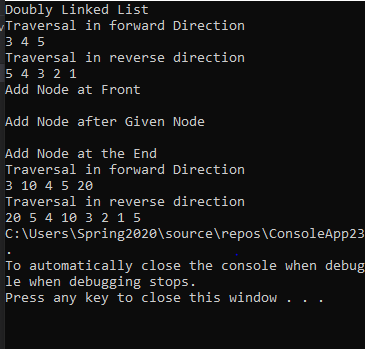 Doubly Linked List
Traversal in forward Direction
3 4 5
Traversal in reverse direction
5 4 3 2 1
Add Node at Front
Add Node after Given Node
Add Node at the End
Traversal in forward Direction
3 10 4 5 20
Traversal in reverse direction
20 5 4 10 3 2 1 5
C:\Users\Spring2020\source\repos\ConsoleApp23
.
To automatically close the console when debug
le when debugging stops.
Press any key to close this window . . .